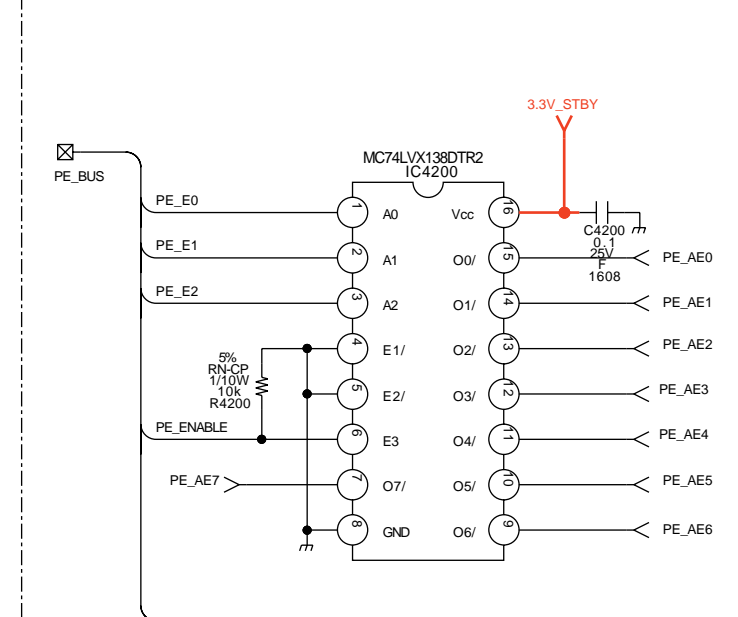 3.3V_STBY
PE_BUS
MC74LVX138DTR2
IC4200
PE_E0
1
A0
Vcc
16
C4200
0.1
25V
F
1608
PE_E1
2
A1
O0/
15
PE_AE0
PE_E2
3
A2
O1/
14
PE_AE1
4
E1/
O2/
13
PE_AE2
5%
RN-CP
1/10W
10k
R4200
5
E2/
O3/
12
PE_AE3
PE_ENABLE
6
E3
O4/
11
PE_AE4
PE_AE7
7
O7/
O5/
10
PE_AE5
8
GND
O6/
9
PE_AE6